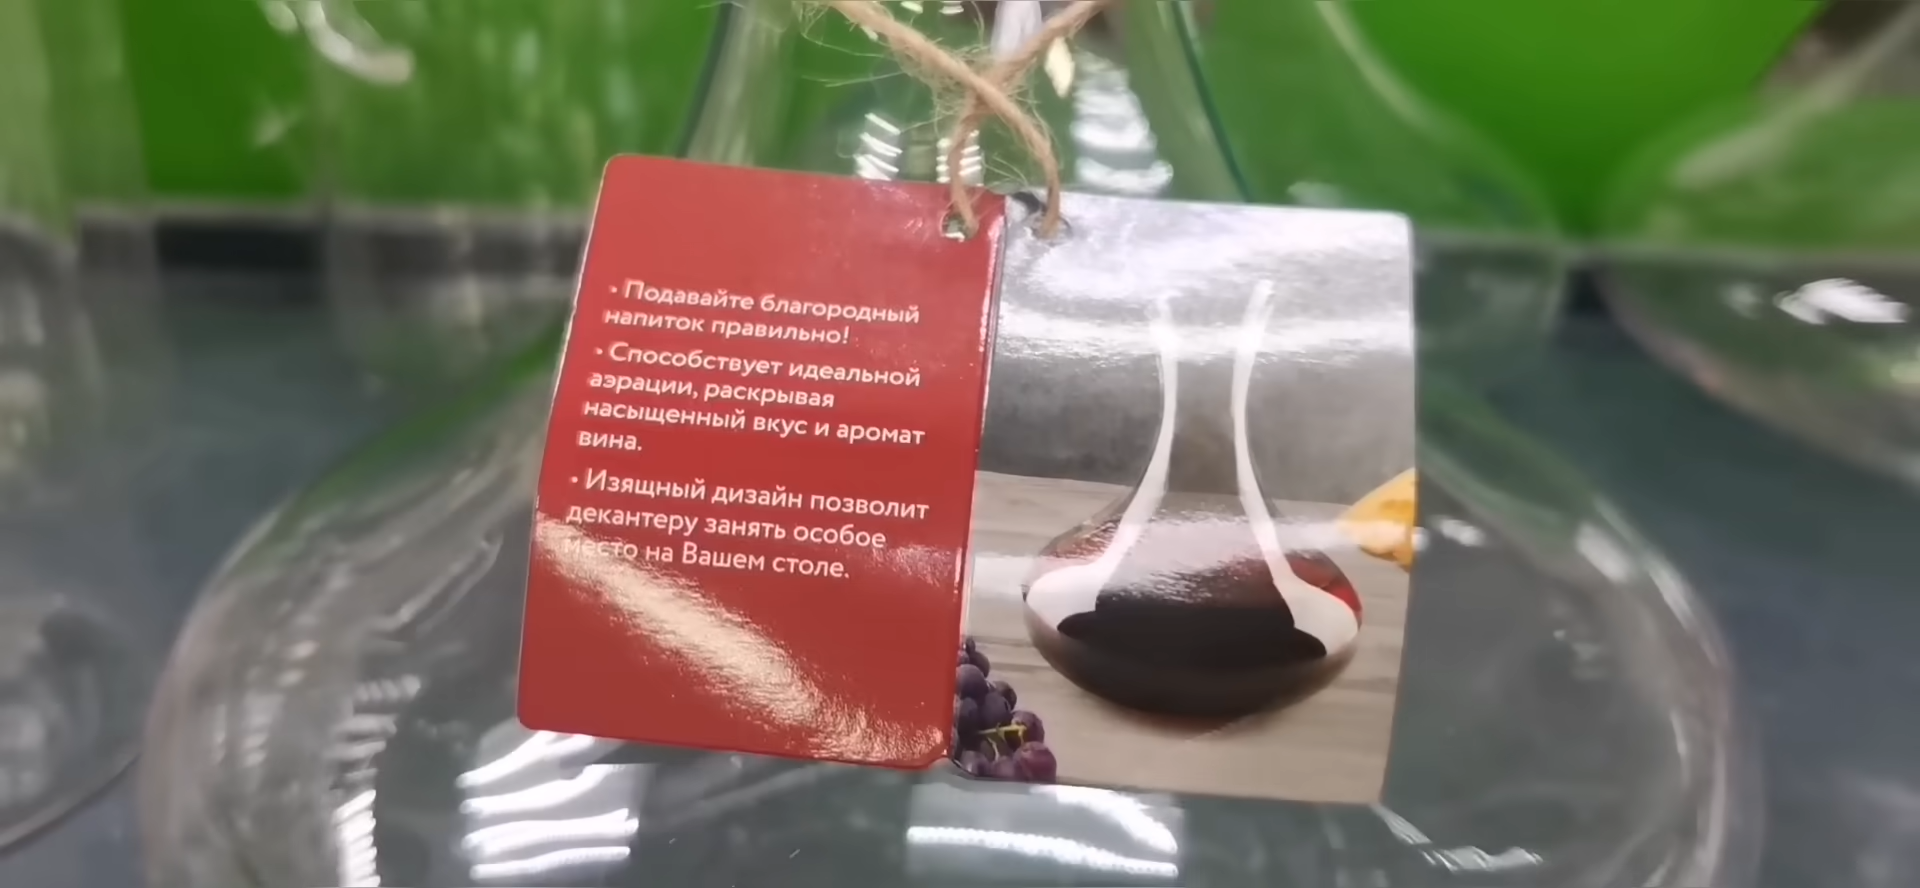 • Подавайте благородный
напиток правильно!
• Способствует идеальной
аэрации, раскрывая
насыщенный вкус и аромат
вина.
• Изящный дизайн позволит
декантеру занять особое
место на Вашем столе.